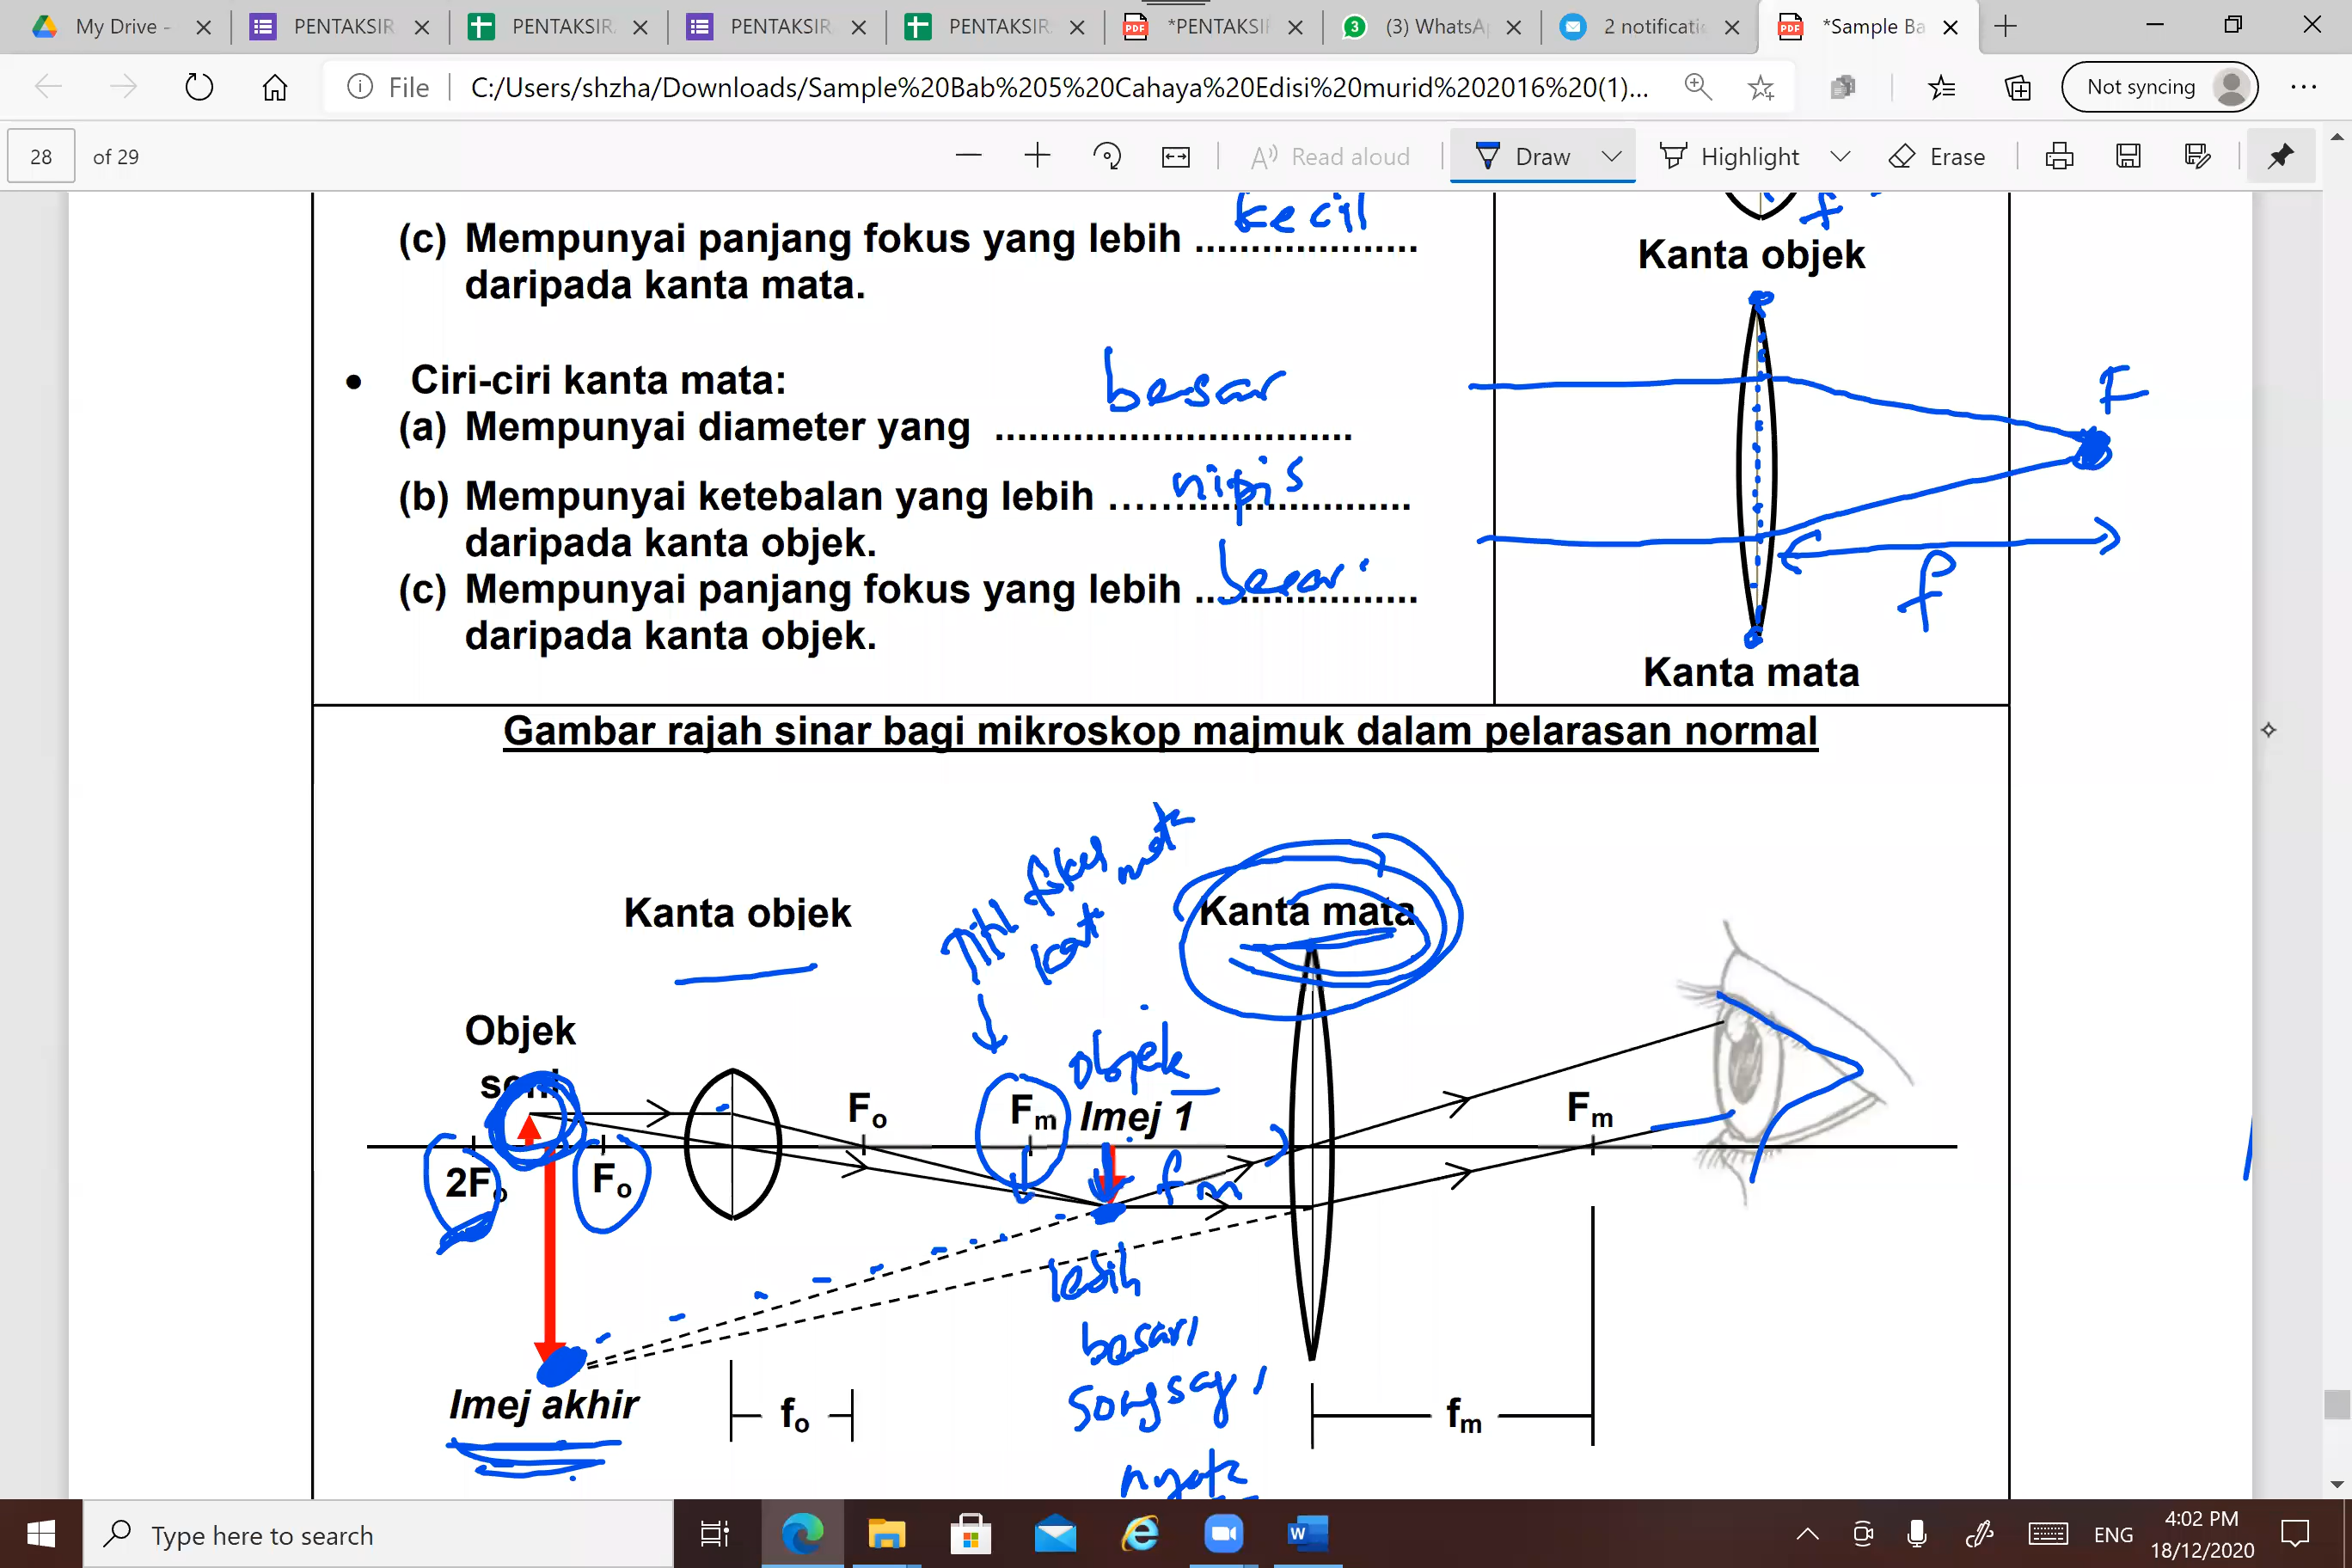 My Drive -
PENTAKSIR
PENTAKSIR
PENTAKSIR
PENTAKSIR
*PENTAKSI
(3) WhatsA
2 notificatio
*Sample Ba
File
C:/Users/shzha/Downloads/Sample%20Bab%205%20Cahaya%20Edisi%20murid%202016%20(1)...
Not syncing
28 of 29
Read aloud
Draw
Highlight
Erase
kecil
(c) Mempunyai panjang fokus yang lebih ....................
daripada kanta mata.
f
Kanta objek
• Ciri-ciri kanta mata:
besar
(a) Mempunyai diameter yang ................................
nipis
(b) Mempunyai ketebalan yang lebih ...........................
daripada kanta objek.
besar
(c) Mempunyai panjang fokus yang lebih ....................
daripada kanta objek.
F
f
Kanta mata
Gambar rajah sinar bagi mikroskop majmuk dalam pelarasan normal
Kanta objek
Kanta mata
Objek
objek
Fo
Fm
Imej 1
Fm
2Fo
Fo
fm
lebih
besar,
songsang,
nyata
Imej akhir
fo
fm
Type here to search
ENG
4:02 PM
18/12/2020